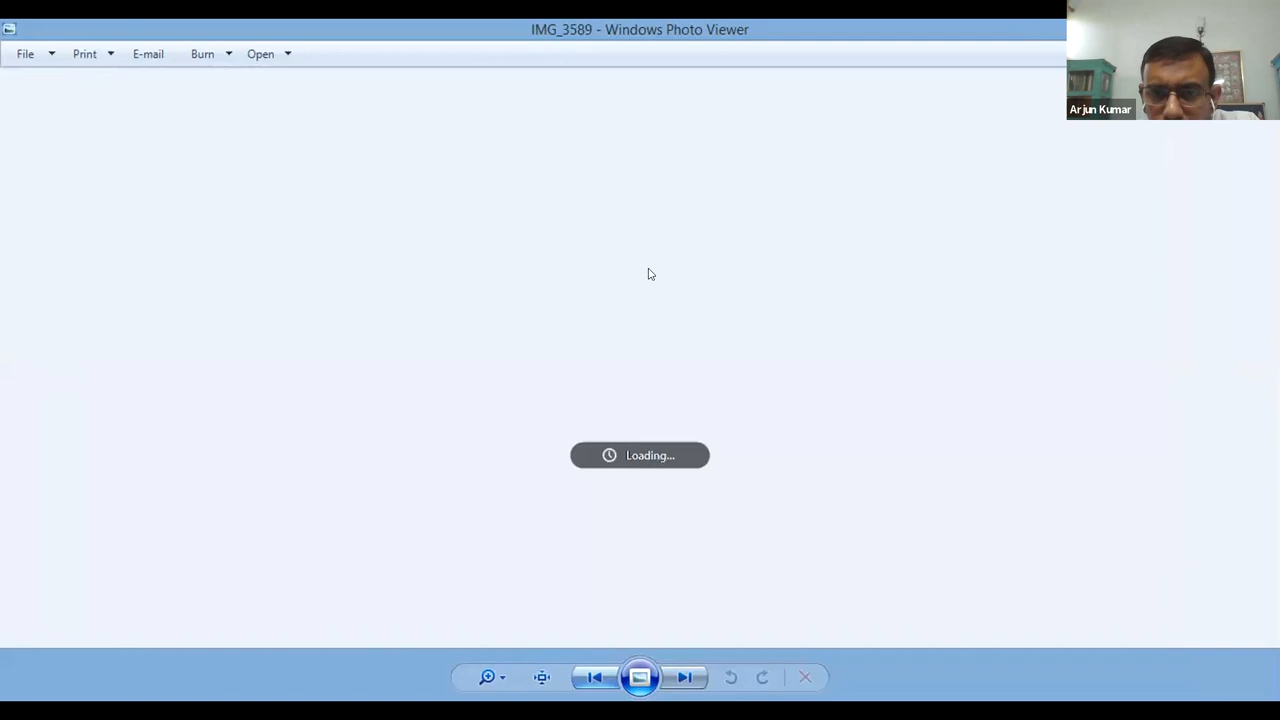 IMG_3589 - Windows Photo Viewer
File Print E-mail Burn Open
Arjun Kumar
Loading...